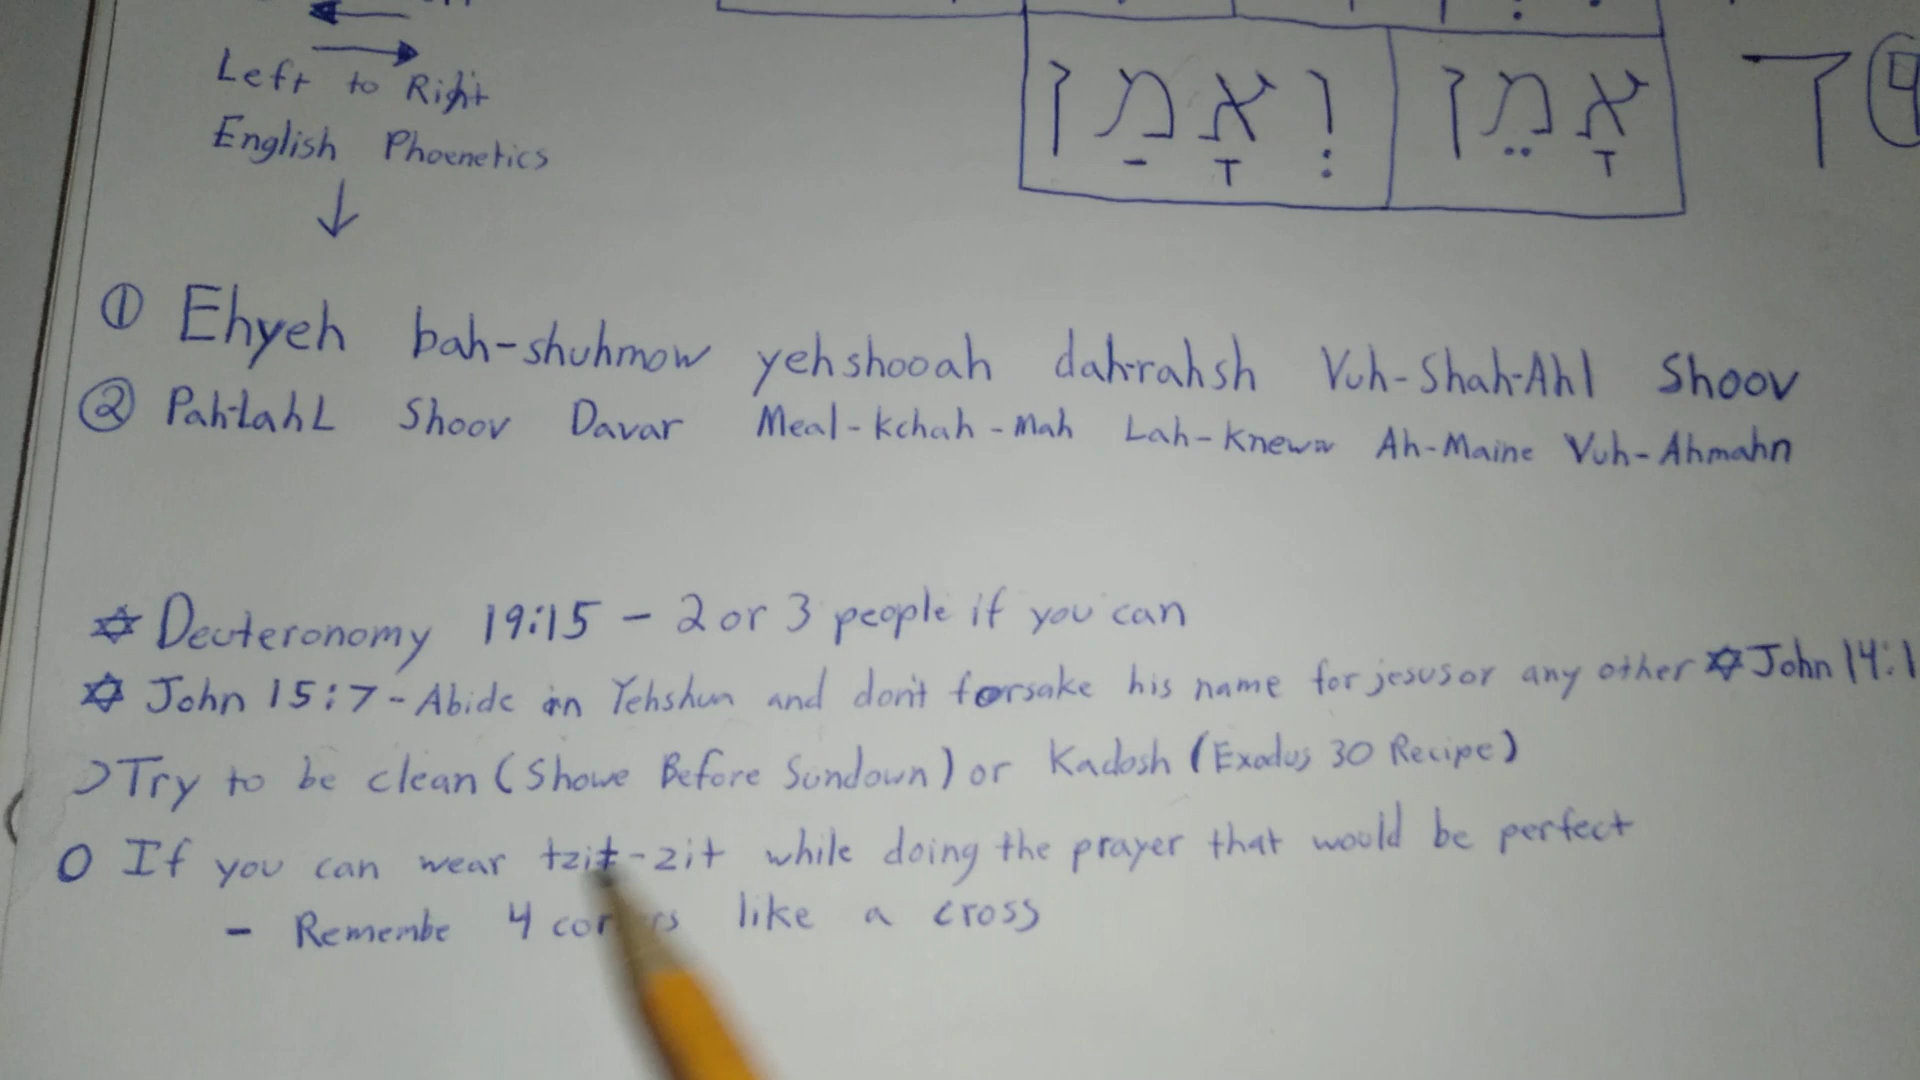 Left to Right
English Phoenetics
אָמֵן וְאָמַן
① Ehyeh bah-shuhmow yehshooah dah-rahsh Vuh-Shah-Ahl Shoov
② Pah-Lahl Shoov Davar Meal-kchah-mah Lah-knew Ah-Maine Vuh-Ahmahn
✡ Deuteronomy 19:15 - 2 or 3 people if you can
✡ John 15:7 - Abide in Yehshua and don't forsake his name for jesus or any other ✡ John 14:1
Try to be clean (Showe Before Sundown) or Kadosh (Exodus 30 Recipe)
O If you can wear tzit-zit while doing the prayer that would be perfect
- Remembe 4 like a cross